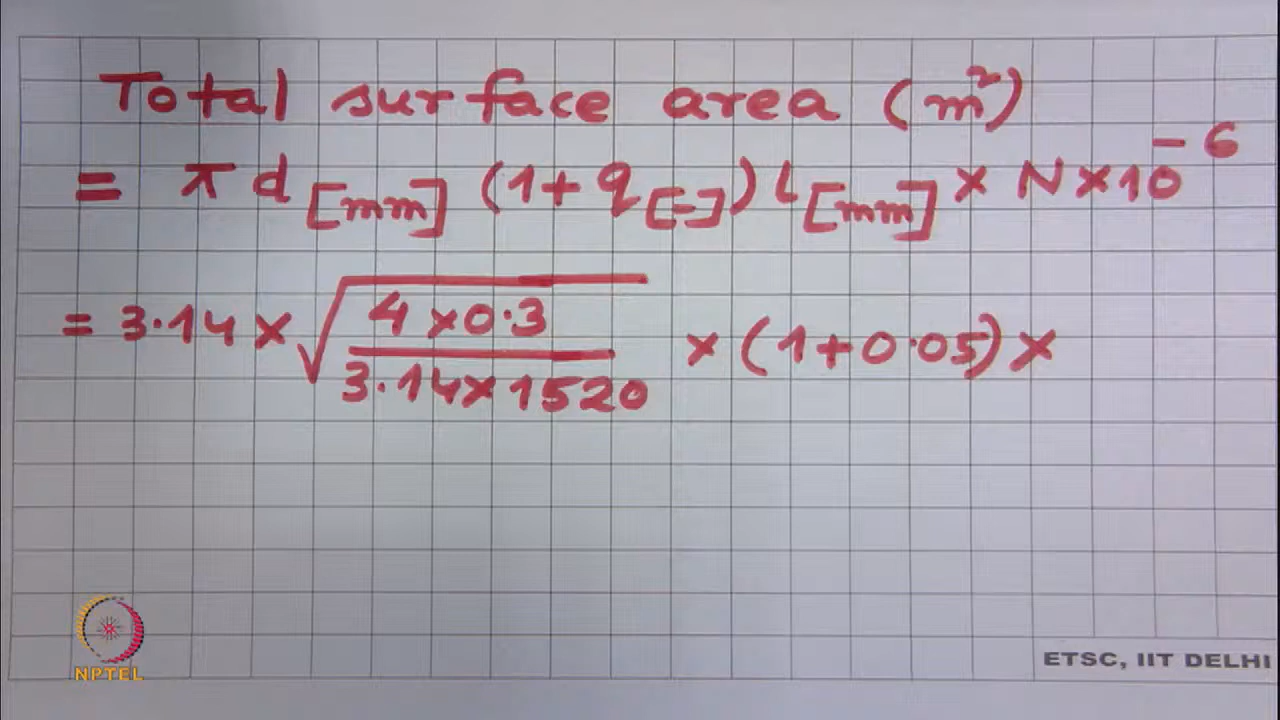 Total surface area (m²)
= π d [mm] (1+q [-]) l [mm] × N×10⁻⁶
= 3.14 × √(4×0.3 / 3.14×1520) × (1+0.05) ×
NPTEL
ETSC, IIT DELHI